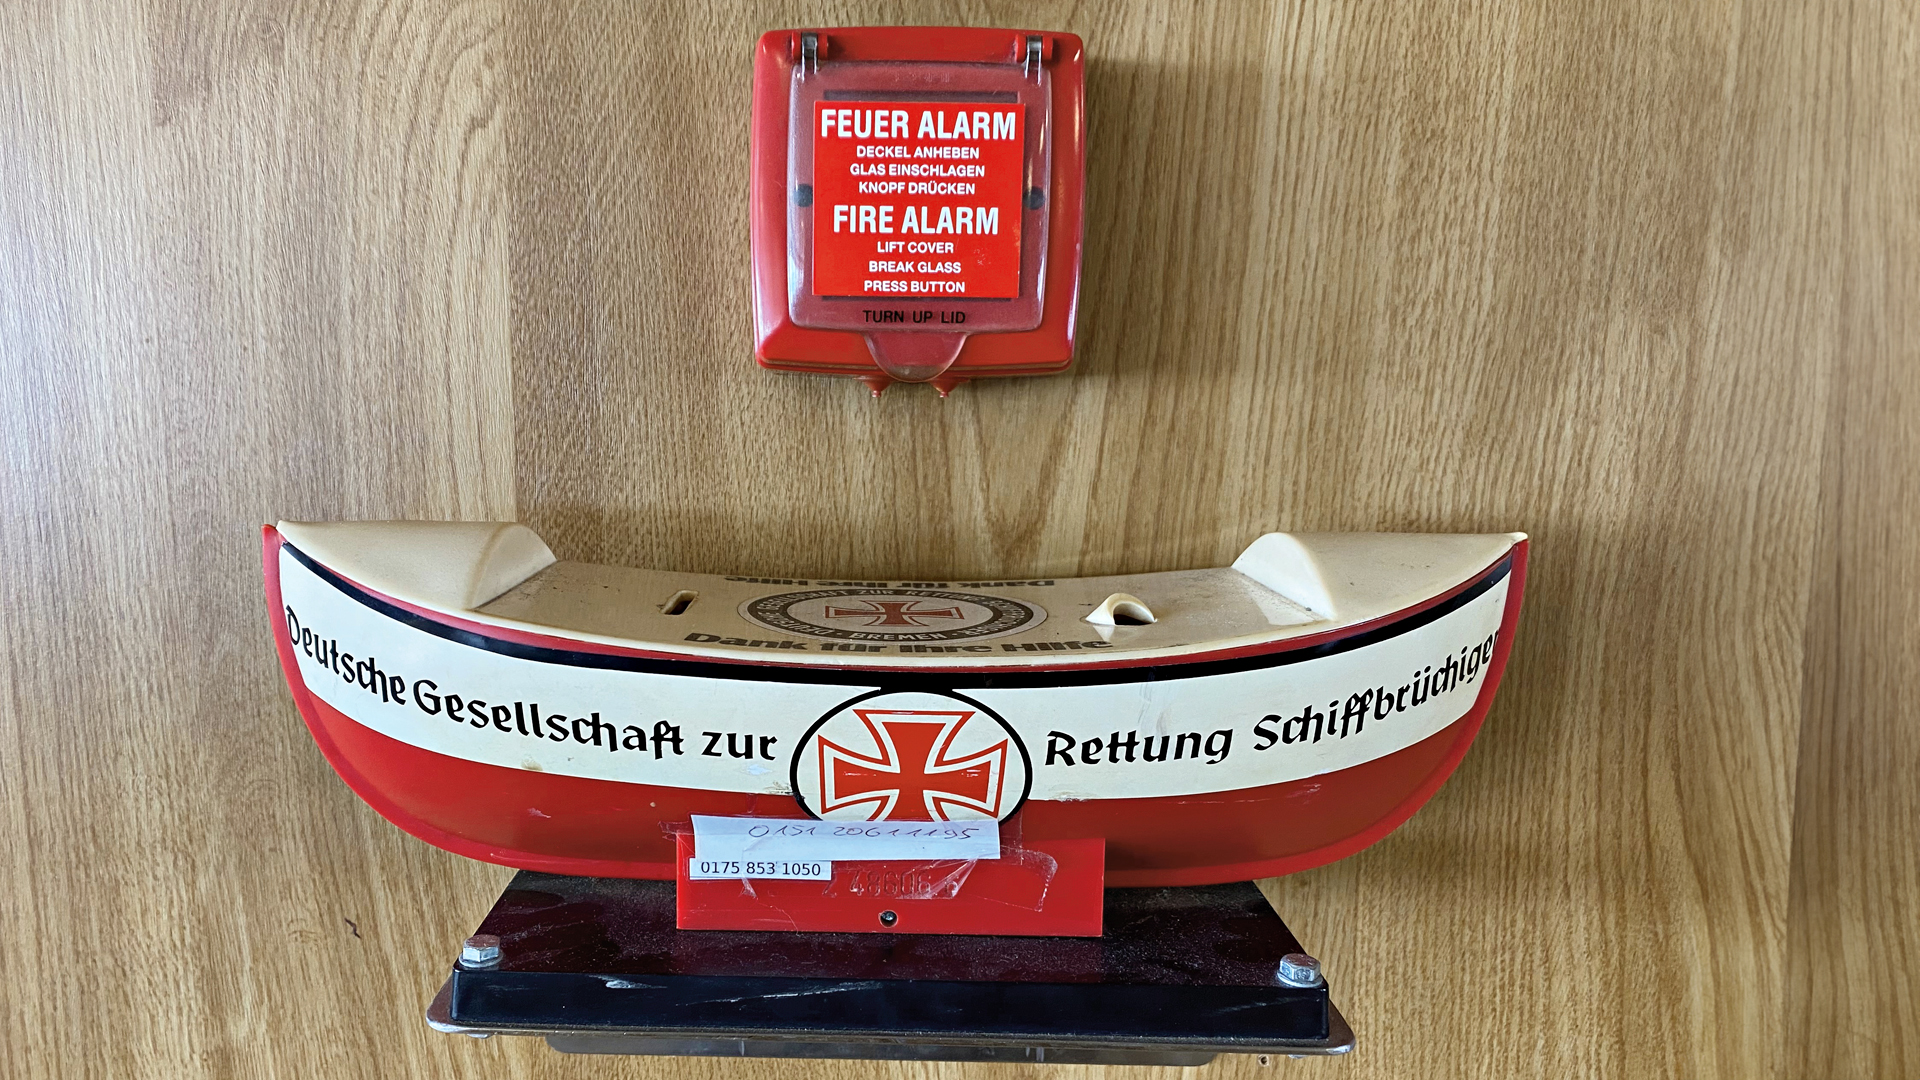 FEUER ALARM
DECKEL ANHEBEN
GLAS EINSCHLAGEN
KNOPF DRÜCKEN
FIRE ALARM
LIFT COVER
BREAK GLASS
PRESS BUTTON
TURN UP LID
Dank für Ihre Hilfe
BREMEN
Dank für Ihre Hilfe
Deutsche Gesellschaft zur Rettung Schiffbrüchiger
0151 20611195
0175 853 1050